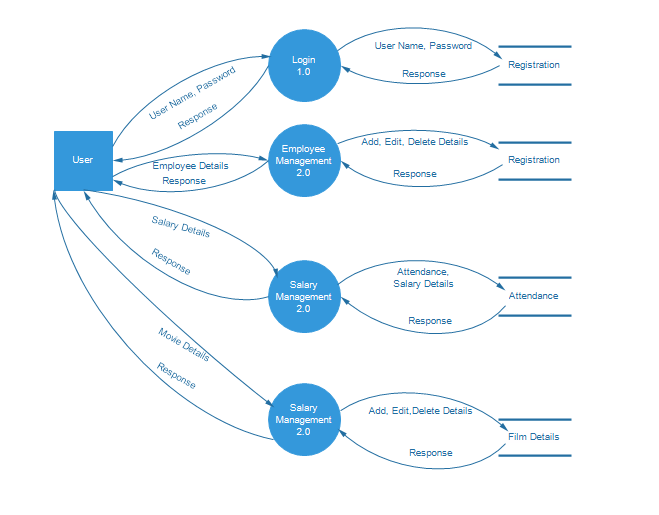 Login
1.0
User Name, Password
Response
Registration
User Name, Password
Response
User
Employee Details
Response
Employee
Management
2.0
Add, Edit, Delete Details
Response
Registration
Salary Details
Response
Salary
Management
2.0
Attendance,
Salary Details
Response
Attendance
Movie Details
Response
Salary
Management
2.0
Add, Edit,Delete Details
Response
Film Details